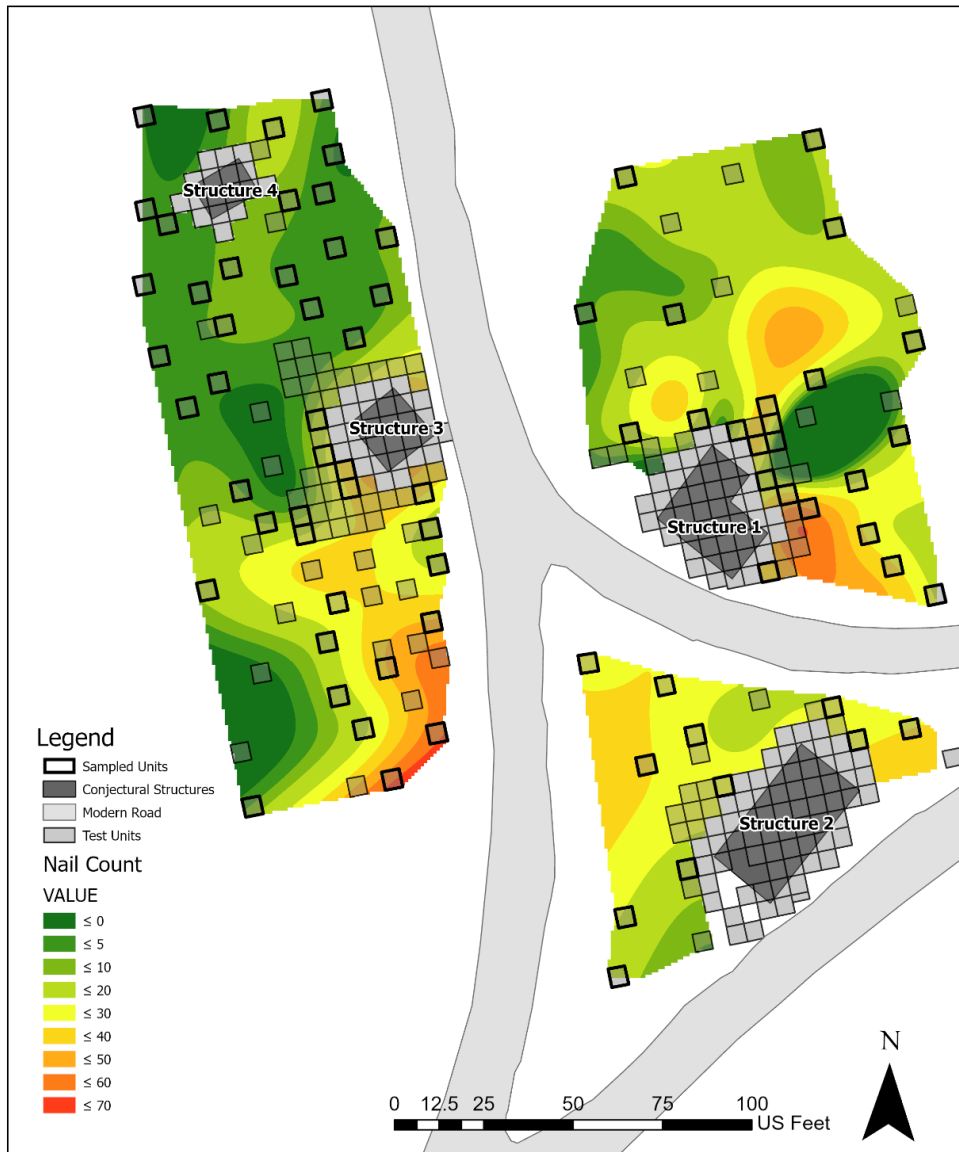 Structure 4
Structure 3
Structure 1
Structure 2
Legend
Sampled Units
Conjectural Structures
Modern Road
Test Units
Nail Count
VALUE
≤ 0
≤ 5
≤ 10
≤ 20
≤ 30
≤ 40
≤ 50
≤ 60
≤ 70
N
0 12.5 25 50 75 100
US Feet